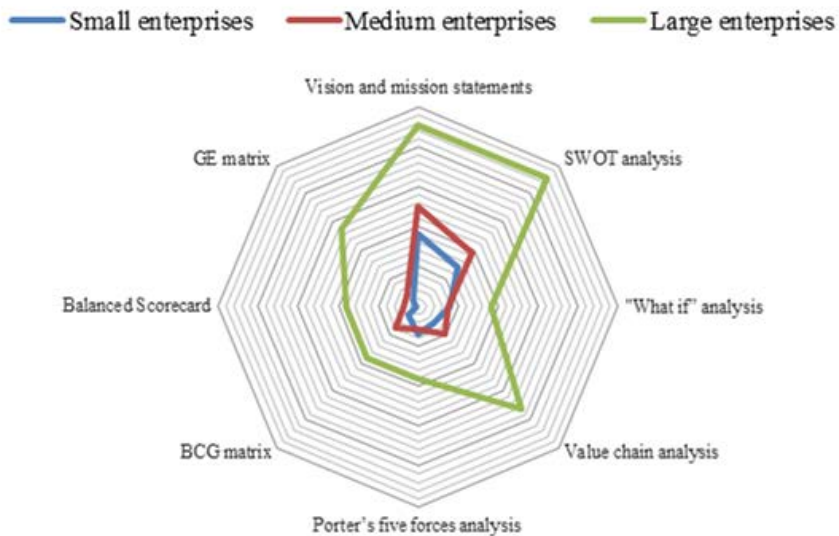 Small enterprises Medium enterprises Large enterprises
Vision and mission statements
GE matrix
SWOT analysis
Balanced Scorecard
"What if” analysis
BCG matrix
Value chain analysis
Porter’s five forces analysis